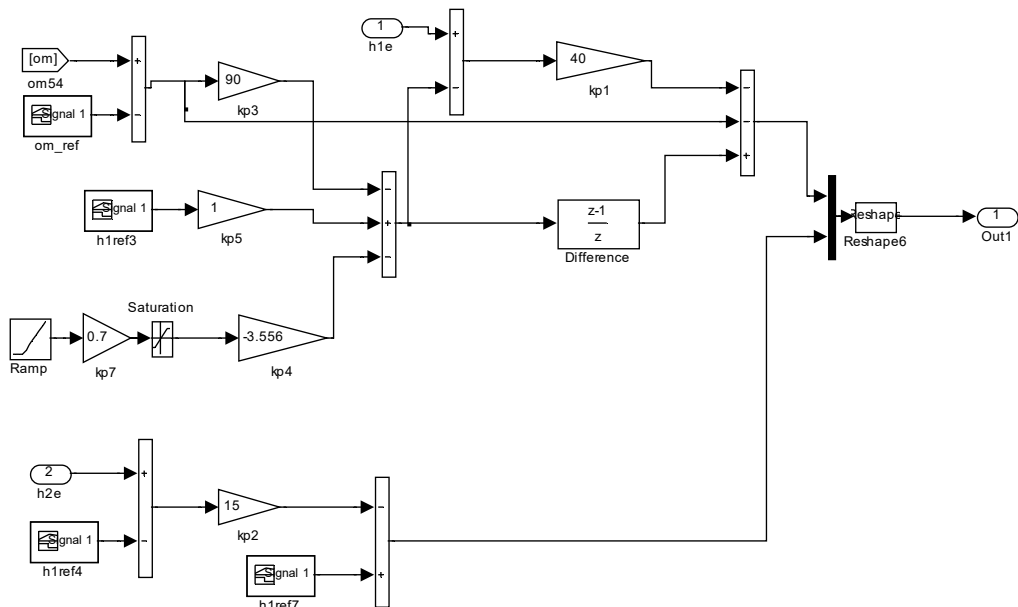 1
h1e
[om]
om54
+
−
90
kp3
+
−
40
kp1
−
−
+
Signal 1
om_ref
Signal 1
h1ref3
1
kp5
−
+
−
z-1
z
Difference
Reshape
Reshape6
1
Out1
Saturation
Ramp
0.7
kp7
-3.556
kp4
2
h2e
+
−
15
kp2
−
+
Signal 1
h1ref4
Signal 1
h1ref7